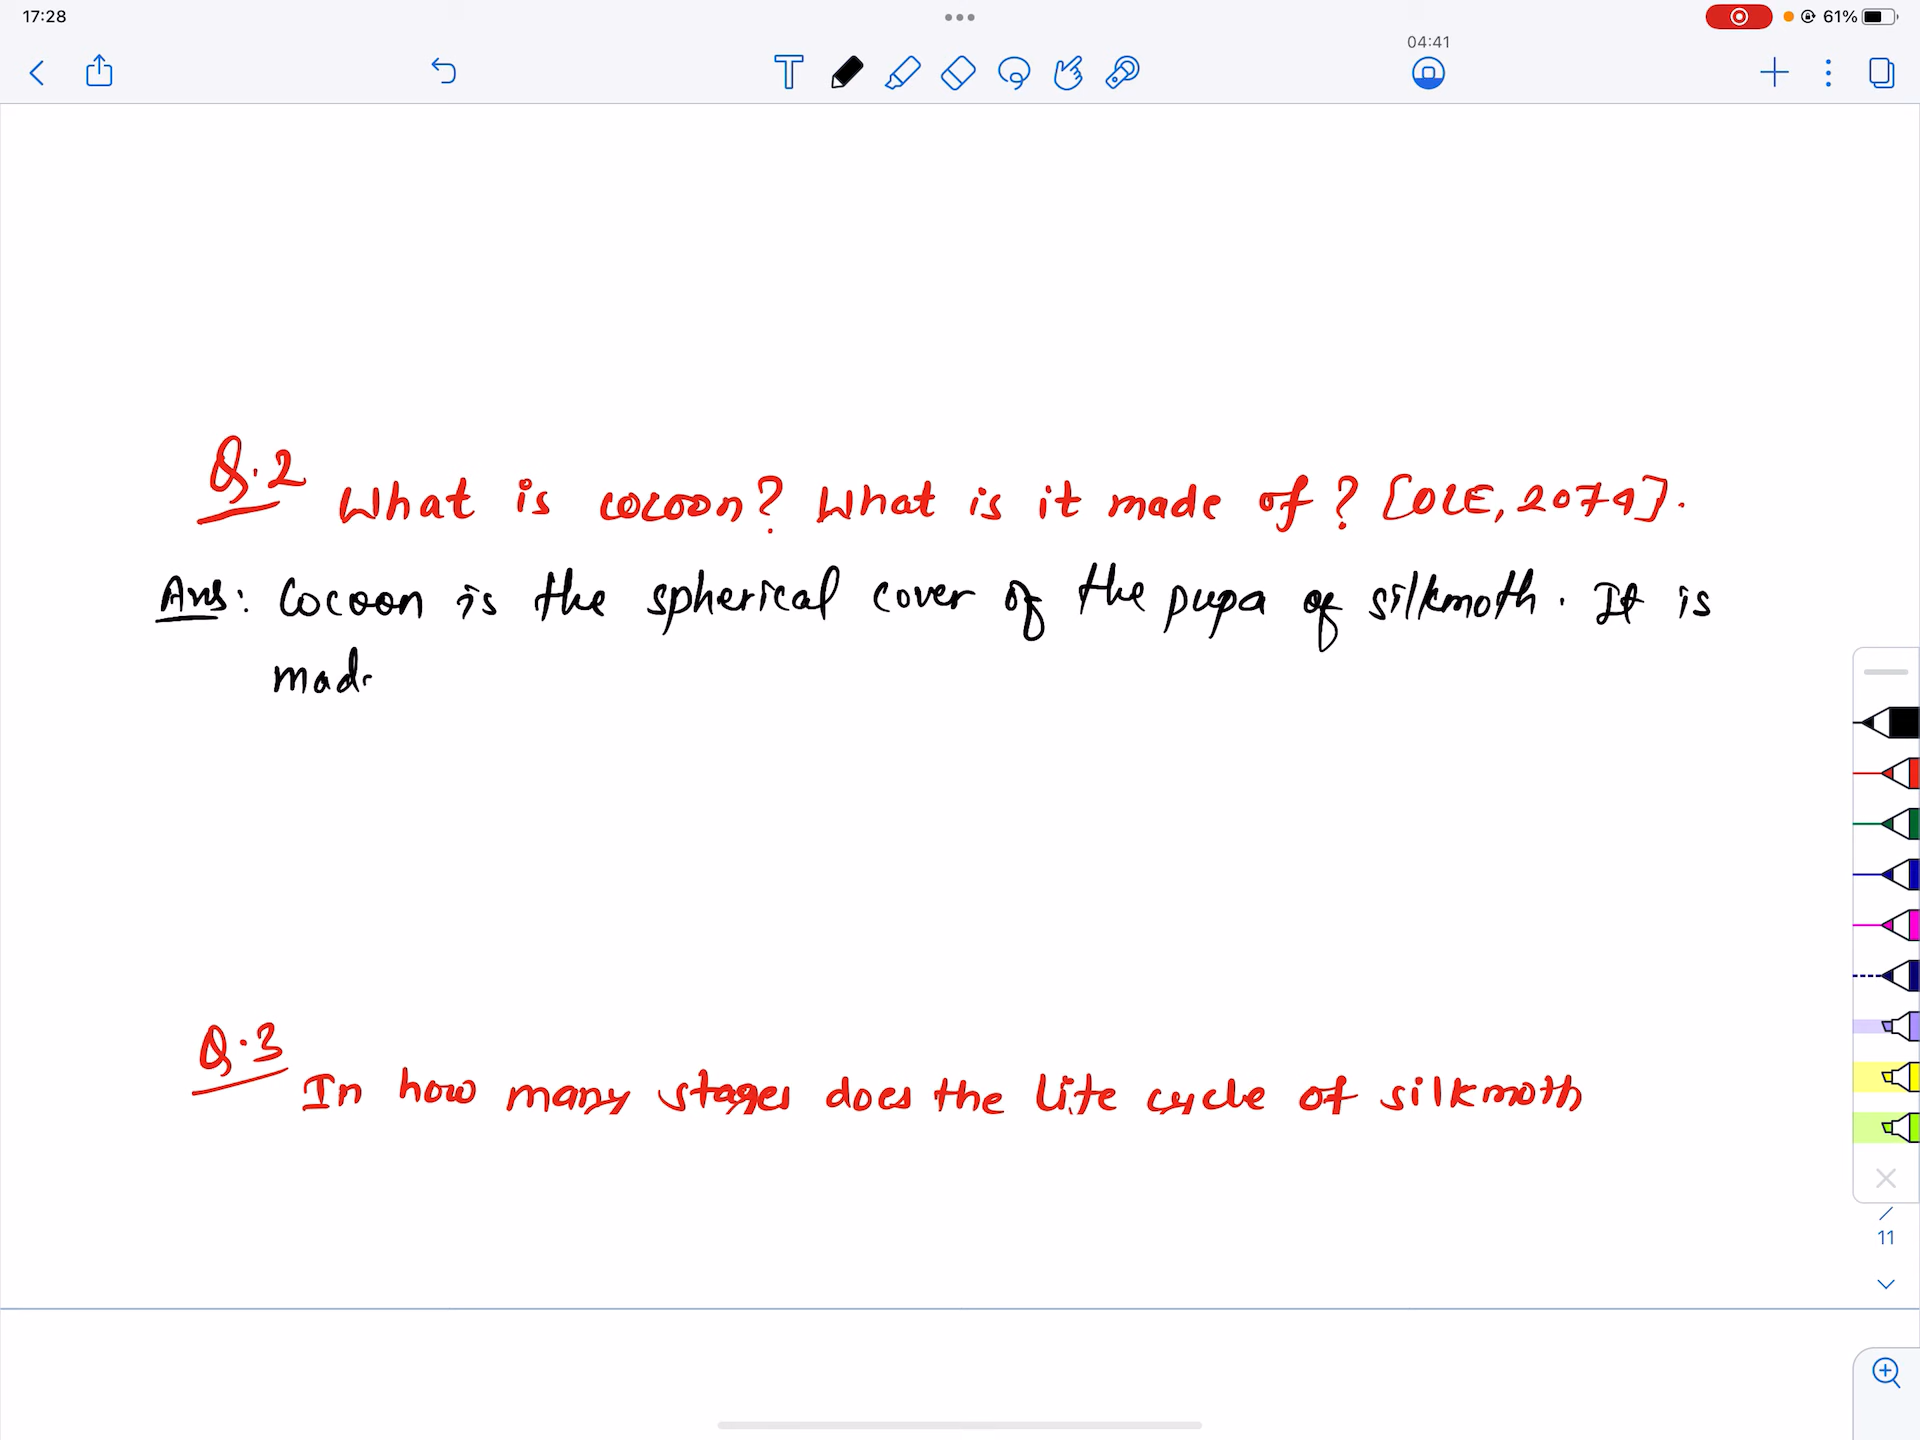 17:28
61%
04:41
Q.2 What is cocoon? What is it made of? [OLE, 2074].
Ans: Cocoon is the spherical cover of the pupa of silkmoth. It is
made
Q.3 In how many stages does the life cycle of silkmoth
11